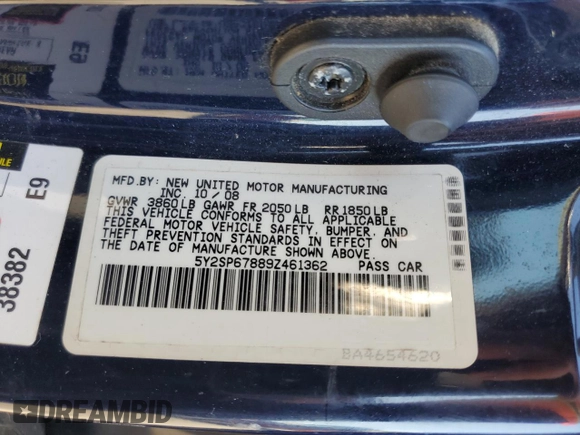 E9
MFD.BY: NEW UNITED MOTOR MANUFACTURING
INC 10/08
GVWR 3860LB GAWR FR 2050LB RR1850LB
THIS VEHICLE CONFORMS TO ALL APPLICABLE
FEDERAL MOTOR VEHICLE SAFETY, BUMPER, AND
THEFT PREVENTION STANDARDS IN EFFECT ON
THE DATE OF MANUFACTURE SHOWN ABOVE.
5Y2SP67889Z461362 PASS CAR
BA4654620
E9
38382
DREAMBID